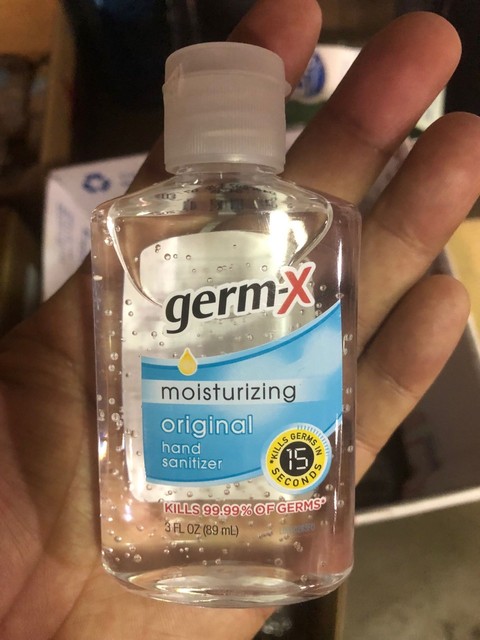 germ-X
moisturizing
original
hand
sanitizer
*KILLS GERMS IN
15
SECONDS
KILLS 99.99% OF GERMS*
3 FL OZ (89 mL)